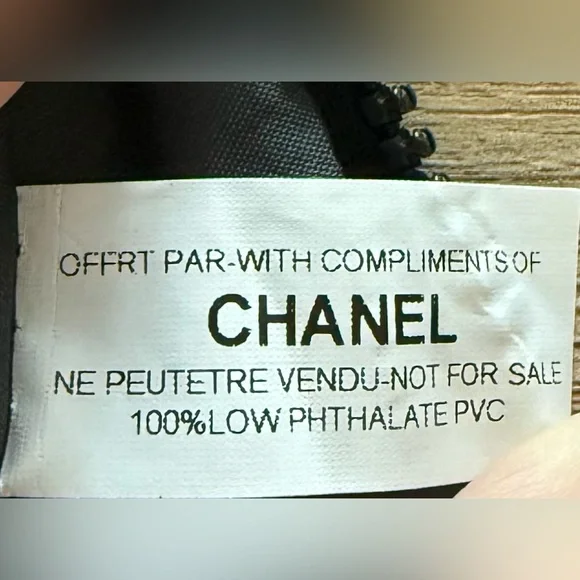 OFFRT PAR-WITH COMPLIMENTS OF
CHANEL
NE PEUTETRE VENDU-NOT FOR SALE
100%LOW PHTHALATE PVC